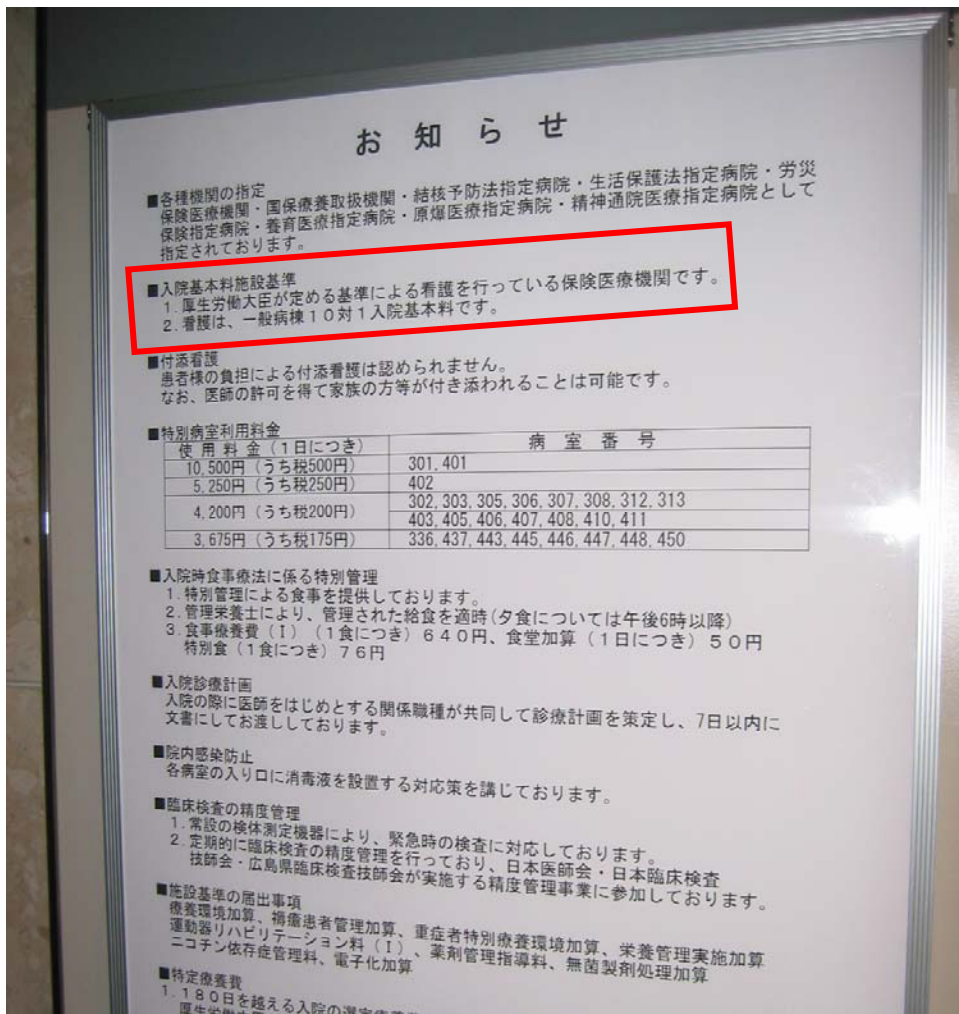 お知らせ
■各種機関の指定
保険医療機関・国保療養取扱機関・結核予防法指定病院・生活保護法指定病院・労災
保険指定病院・養育医療指定病院・原爆医療指定病院・精神通院医療指定病院として
指定されております。
■入院基本料施設基準
1.厚生労働大臣が定める基準による看護を行っている保険医療機関です。
2.看護は、一般病棟10対1入院基本料です。
■付添看護
患者様の負担による付添看護は認められません。
なお、医師の許可を得て家族の方等が付き添われることは可能です。
■特別病室利用料金
使用料金(1日につき) 病室番号
10,500円(うち税500円) 301,401
5,250円(うち税250円) 402
4,200円(うち税200円) 302,303,305,306,307,308,312,313
403,405,406,407,408,410,411
3,675円(うち税175円) 336,437,443,445,446,447,448,450
■入院時食事療法に係る特別管理
1.特別管理による食事を提供しております。
2.管理栄養士により、管理された給食を適時(夕食については午後6時以降)
3.食事療養費(I)(1食につき)640円、食堂加算(1日につき)50円
特別食(1食につき)76円
■入院診療計画
入院の際に医師をはじめとする関係職種が共同して診療計画を策定し、7日以内に
文書にしてお渡ししております。
■院内感染防止
各病室の入り口に消毒液を設置する対応策を講じております。
■臨床検査の精度管理
1.常設の検体測定機器により、緊急時の検査に対応しております。
2.定期的に臨床検査の精度管理を行っており、日本医師会・日本臨床検査
技師会・広島県臨床検査技師会が実施する精度管理事業に参加しております。
■施設基準の届出事項
療養環境加算、褥瘡患者管理加算、重症者特別療養環境加算、栄養管理実施加算
運動器リハビリテーション料(I)、薬剤管理指導料、無菌製剤処理加算
ニコチン依存症管理料、電子化加算
■特定療養費
1.180日を越える入院の選定療養